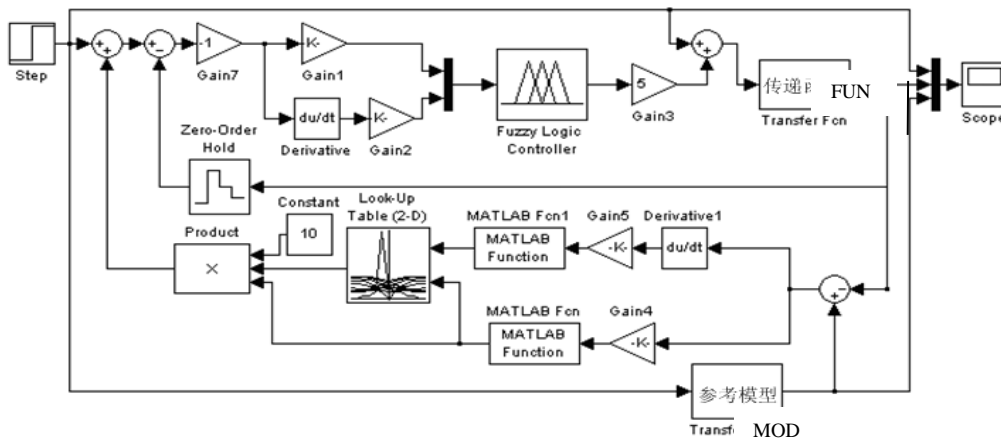 Step
Gain7
-1
K-
Gain1
du/dt
Derivative
K-
Gain2
Fuzzy Logic
Controller
5
Gain3
传递
FUN
Transfer Fcn
Scope
Zero-Order
Hold
Constant
10
Product
×
Look-Up
Table (2-D)
MATLAB Fcn1
MATLAB
Function
Gain5
-K-
Derivative1
du/dt
MATLAB Fcn
MATLAB
Function
Gain4
-K-
参考模型
MOD